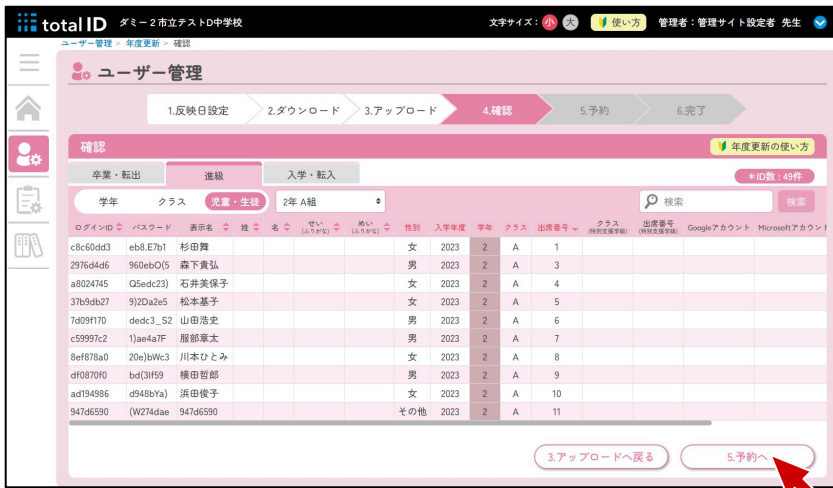 total ID ダミー2市立テストD中学校 文字サイズ: 小 大 使い方 管理者:管理サイト設定者 先生
ユーザー管理 > 年度更新 > 確認
ユーザー管理
1.反映日設定 2.ダウンロード 3.アップロード 4.確認 5.予約 6.完了
確認 年度更新の使い方
卒業・転出 進級 入学・転入 *ID数:49件
学年 クラス 児童・生徒 2年 A組 検索 検索
ログインID パスワード 表示名 姓 名 せい(ふりがな) めい(ふりがな) 性別 入学年度 学年 クラス 出席番号 クラス(特別支援学級) 出席番号(特別支援学級) Googleアカウント Microsoftアカウント
c8c60dd3 eb8.E7b1 杉田舞 女 2023 2 A 1
2976d4d6 960ebO(5 森下貴弘 男 2023 2 A 3
a8024745 Q5edc23) 石井美保子 女 2023 2 A 4
37b9db27 9)2Da2e5 松本基子 女 2023 2 A 5
7d09f170 dedc3_S2 山田浩史 男 2023 2 A 6
c59997c2 1)ae4a7F 服部章太 男 2023 2 A 7
8ef878a0 20e)bWc3 川本ひとみ 女 2023 2 A 8
df0870f0 bd(3lf59 横田哲郎 男 2023 2 A 9
ad194986 d948bYa) 浜田俊子 女 2023 2 A 10
947d6590 (W274dae 947d6590 その他 2023 2 A 11
3.アップロードへ戻る 5.予約へ